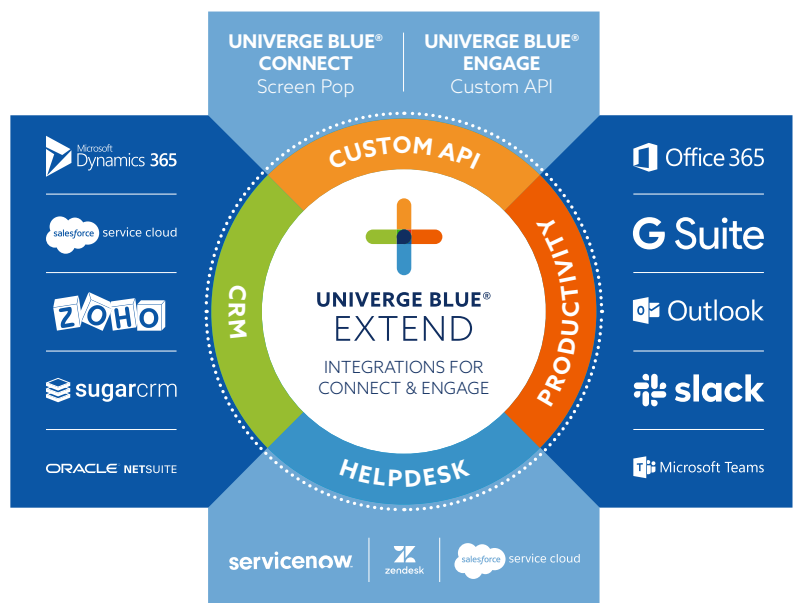 UNIVERGE BLUE®
CONNECT
Screen Pop
UNIVERGE BLUE®
ENGAGE
Custom API
Microsoft
Dynamics 365
salesforce service cloud
ZOHO
sugarcrm
ORACLE NETSUITE
CUSTOM API
CRM
PRODUCTIVITY
HELPDESK
UNIVERGE BLUE®
EXTEND
INTEGRATIONS FOR
CONNECT & ENGAGE
Office 365
G Suite
Outlook
slack
Microsoft Teams
servicenow
zendesk
salesforce service cloud